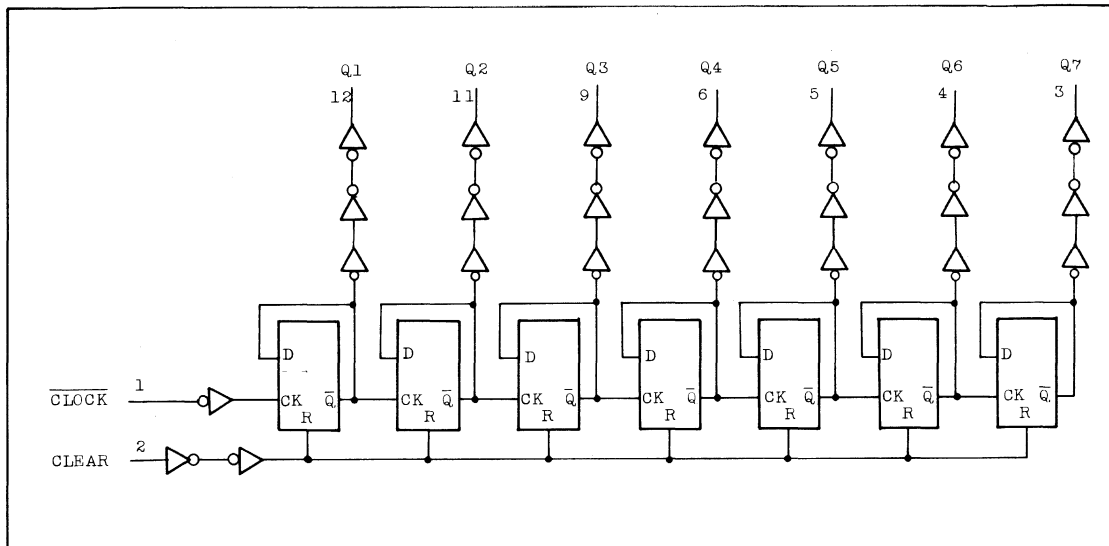 Q1 Q2 Q3 Q4 Q5 Q6 Q7
12 11 9 6 5 4 3
D D D D D D D
C̅L̅O̅C̅K̅ 1 CK Q̅ CK Q̅ CK Q̅ CK Q̅ CK Q̅ CK Q̅ CK Q̅
R R R R R R R
CLEAR 2